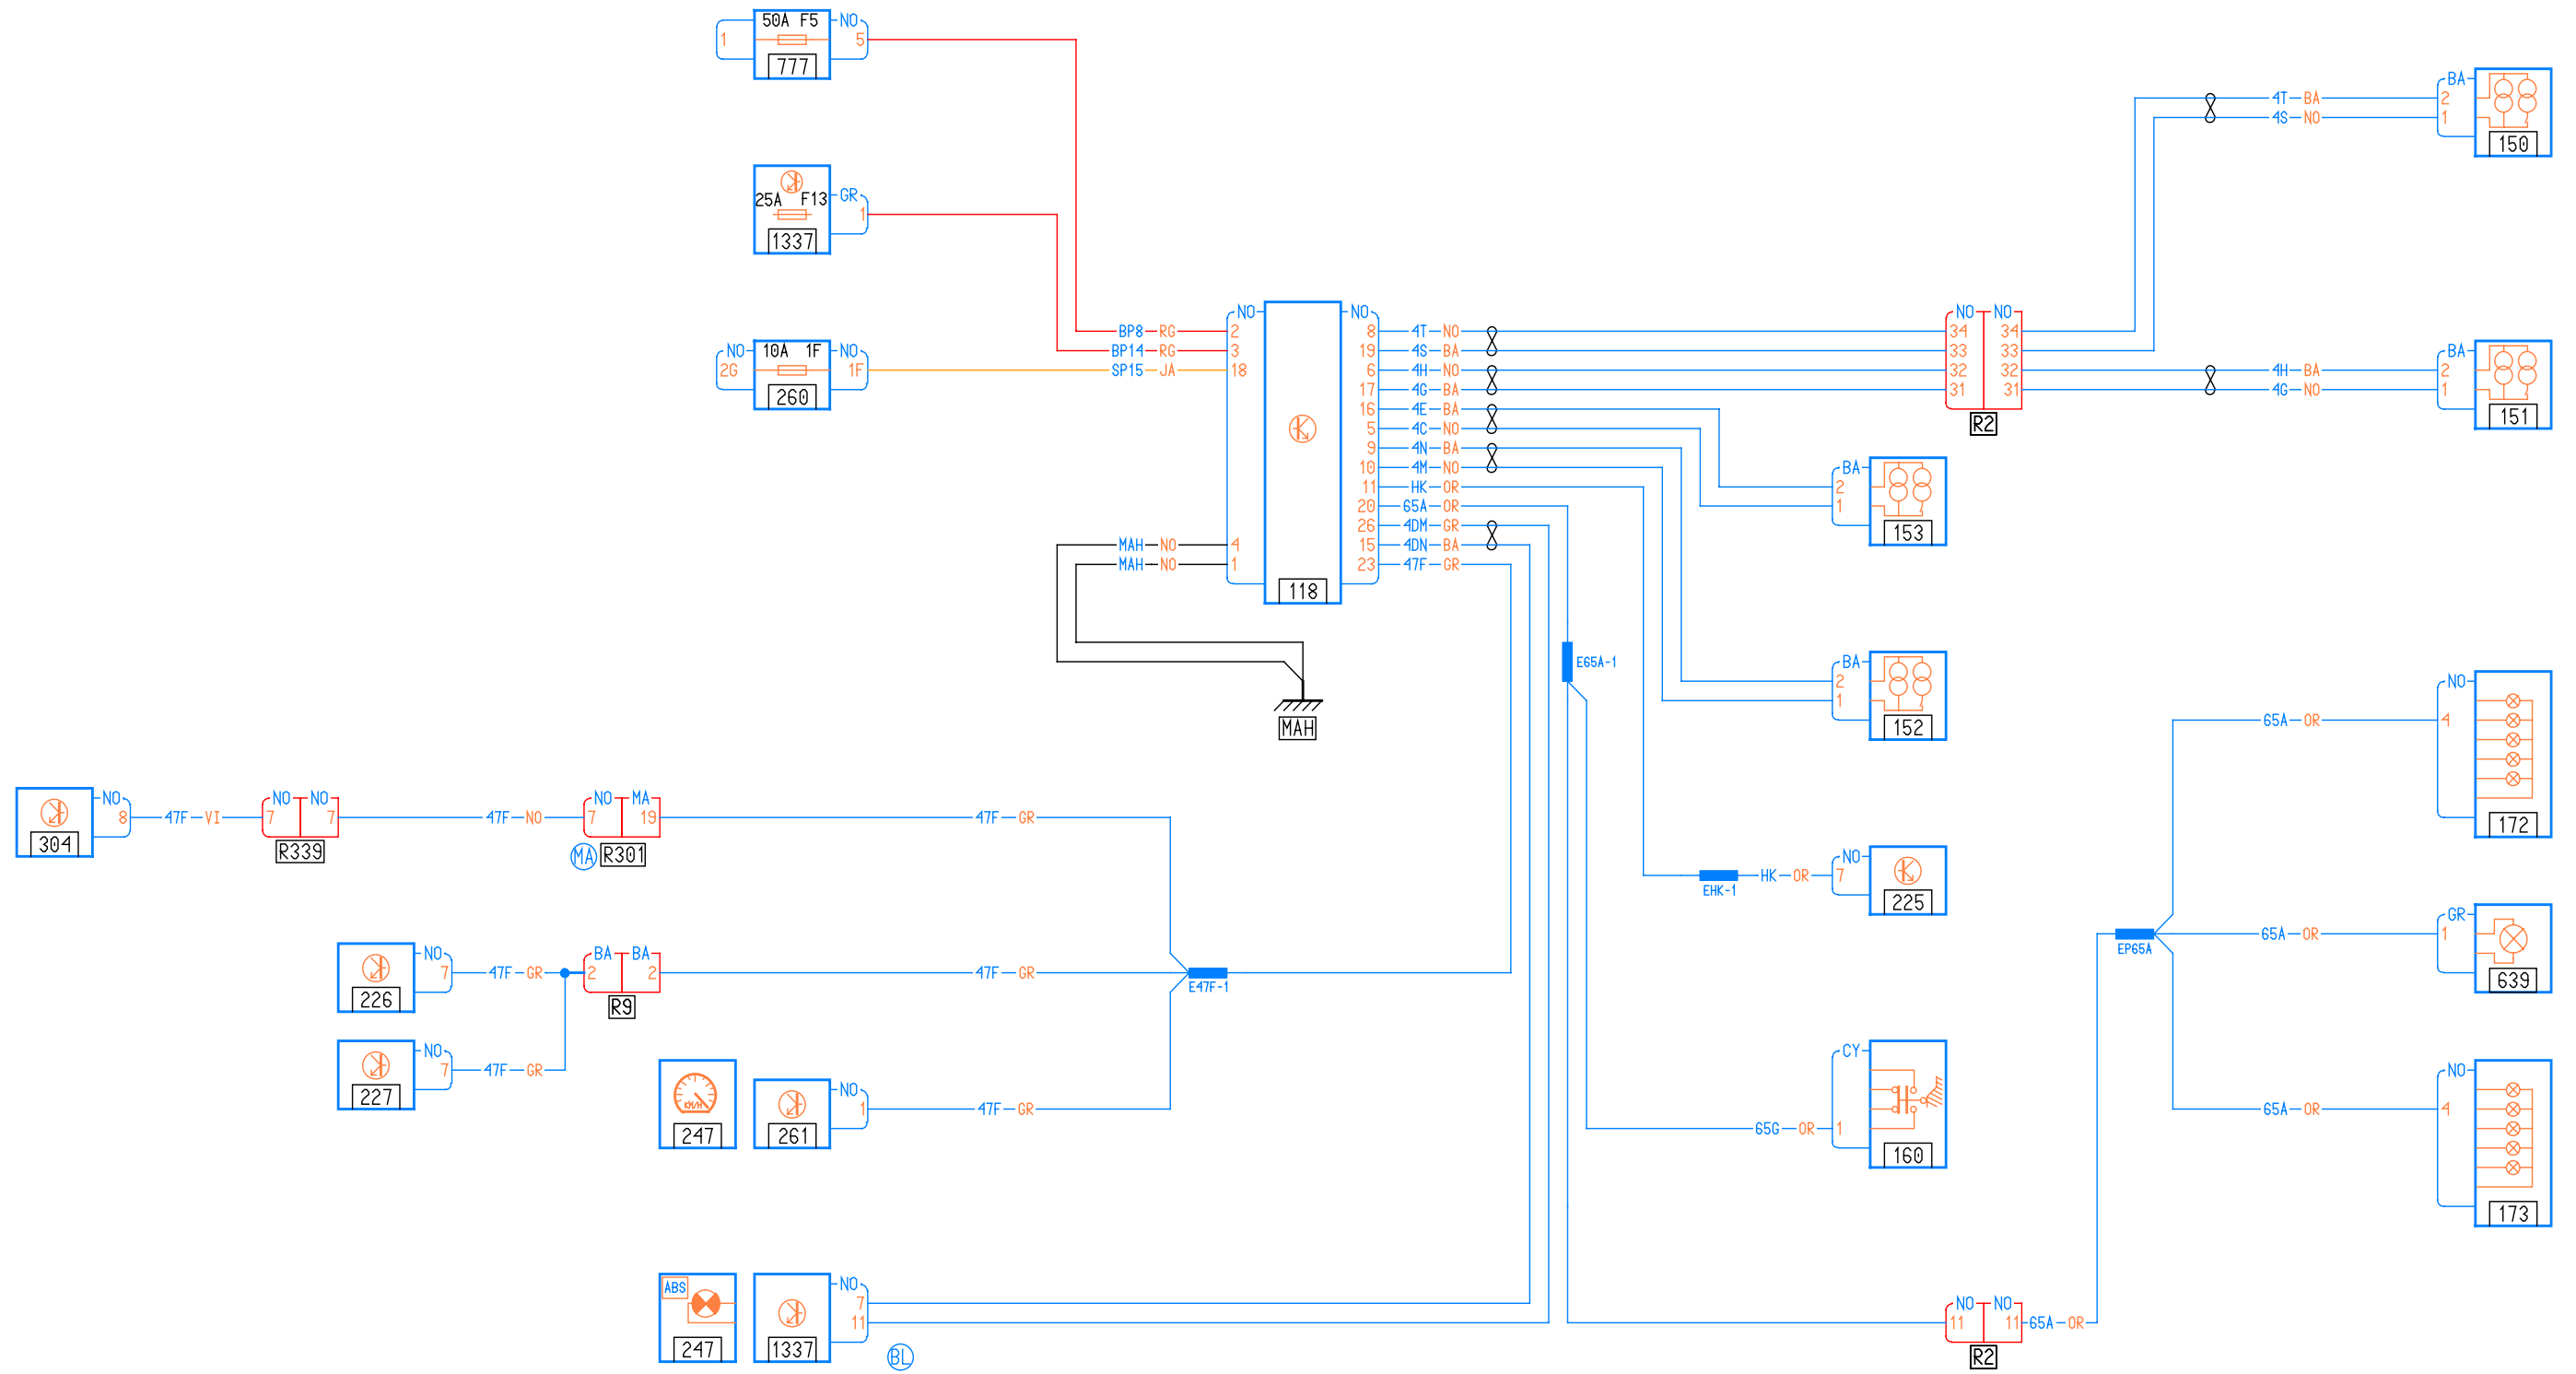 50A F5 NO
1 5
777
BA
4T BA 2
4S NO 1
150
GR
25A F13
1
1337
NO NO
NO NO
BP8 RG 2 8 4T NO 34 34
NO 10A 1F NO
BP14 RG 3 19 4S BA 33 33
BA
2G 1F
SP15 JA 18 6 4H NO 32 32 4H BA 2
17 4G BA 31 31 4G NO 1
260
16 4E BA
R2
151
5 4C NO
9 4N BA
10 4M NO
BA
11 HK OR 2
20 65A OR 1
26 4DM GR
153
MAH NO 4 15 4DN BA
MAH NO 1 23 47F GR
118
E65A-1
BA
2
1
MAH
152
NO
65A OR 4
172
NO
8 47F VI
NO NO
7 7
47F NO
NO MA
7 19
47F GR
304
R339
MA R301
NO
EHK-1 HK OR 7
225
GR
EP65A 65A OR 1
639
NO
7 47F GR
BA BA
2 2
47F GR
E47F-1
226
R9
NO
7 47F GR
227
CY
65G OR 1
160
KM/H
247
NO
1 47F GR
261
NO
65A OR 4
173
ABS
247
NO
7
11
1337
BL
NO NO
11 11 65A OR
R2